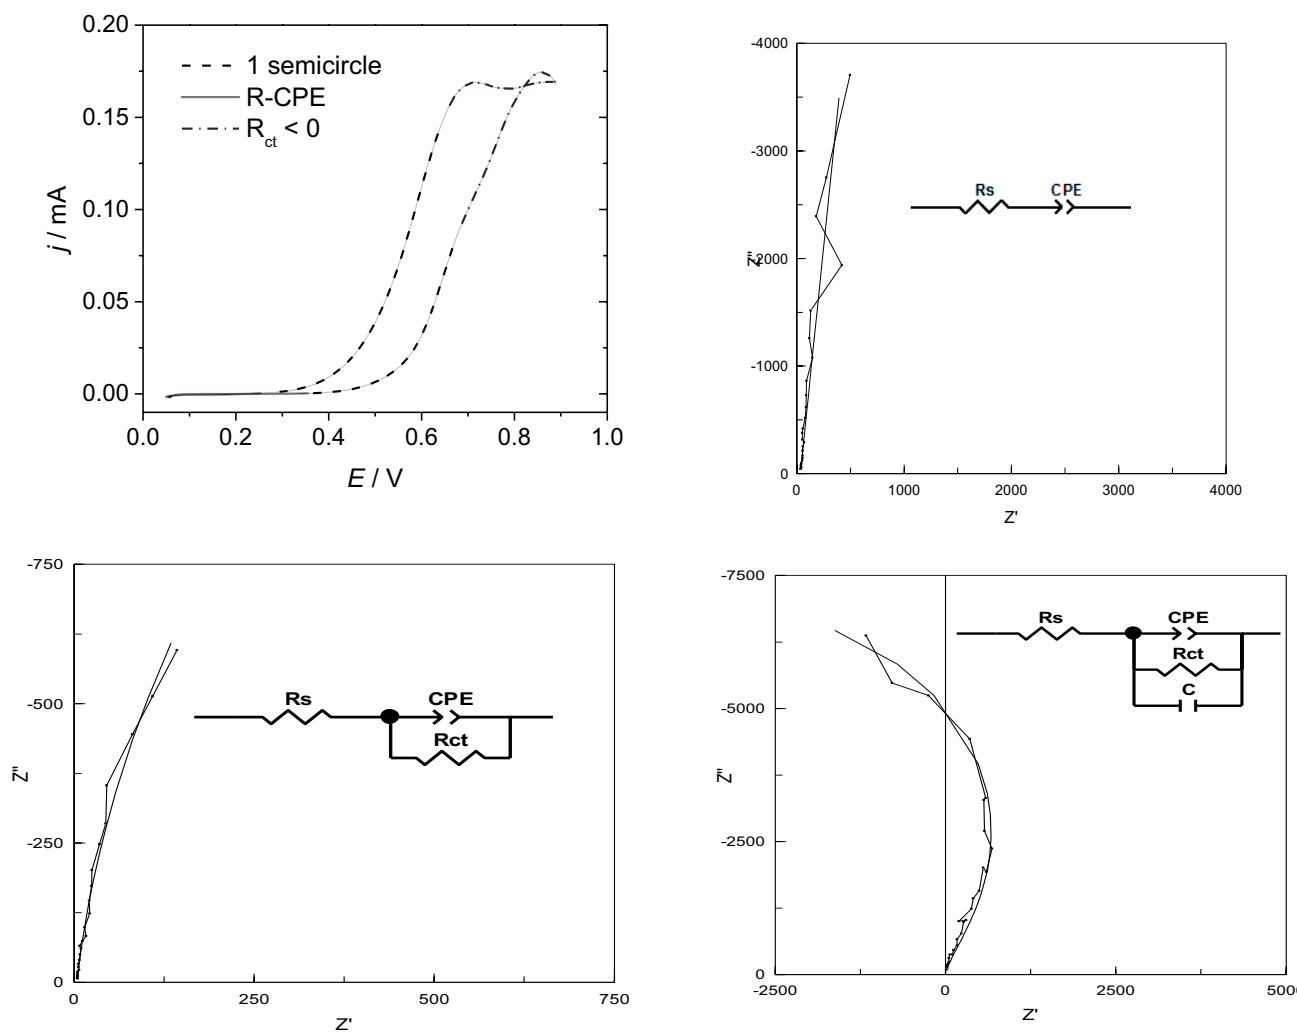 0.20
0.15
0.10
0.05
0.00
j / mA
1 semicircle
R-CPE
Rct < 0
0.0 0.2 0.4 0.6 0.8 1.0
E / V
-4000
-3000
-2000
-1000
0
Z''
Rs CPE
0 1000 2000 3000 4000
Z'
-750
-500
-250
0
Z''
Rs CPE
Rct
0 250 500 750
Z'
-7500
-5000
-2500
0
Z''
Rs CPE
Rct
C
-2500 0 2500 5000
Z'